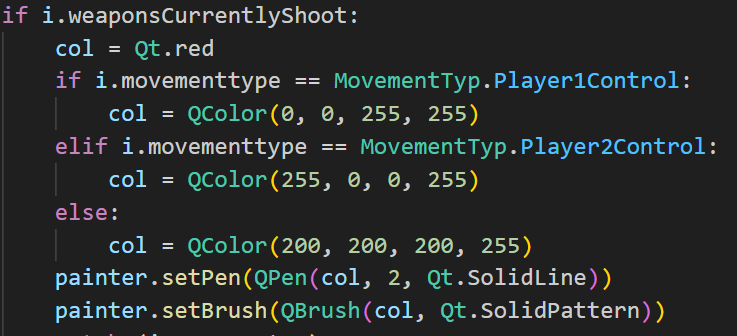 if i.weaponsCurrentlyShoot:
    col = Qt.red
    if i.movementtype == MovementTyp.Player1Control:
        col = QColor(0, 0, 255, 255)
    elif i.movementtype == MovementTyp.Player2Control:
        col = QColor(255, 0, 0, 255)
    else:
        col = QColor(200, 200, 200, 255)
    painter.setPen(QPen(col, 2, Qt.SolidLine))
    painter.setBrush(QBrush(col, Qt.SolidPattern))